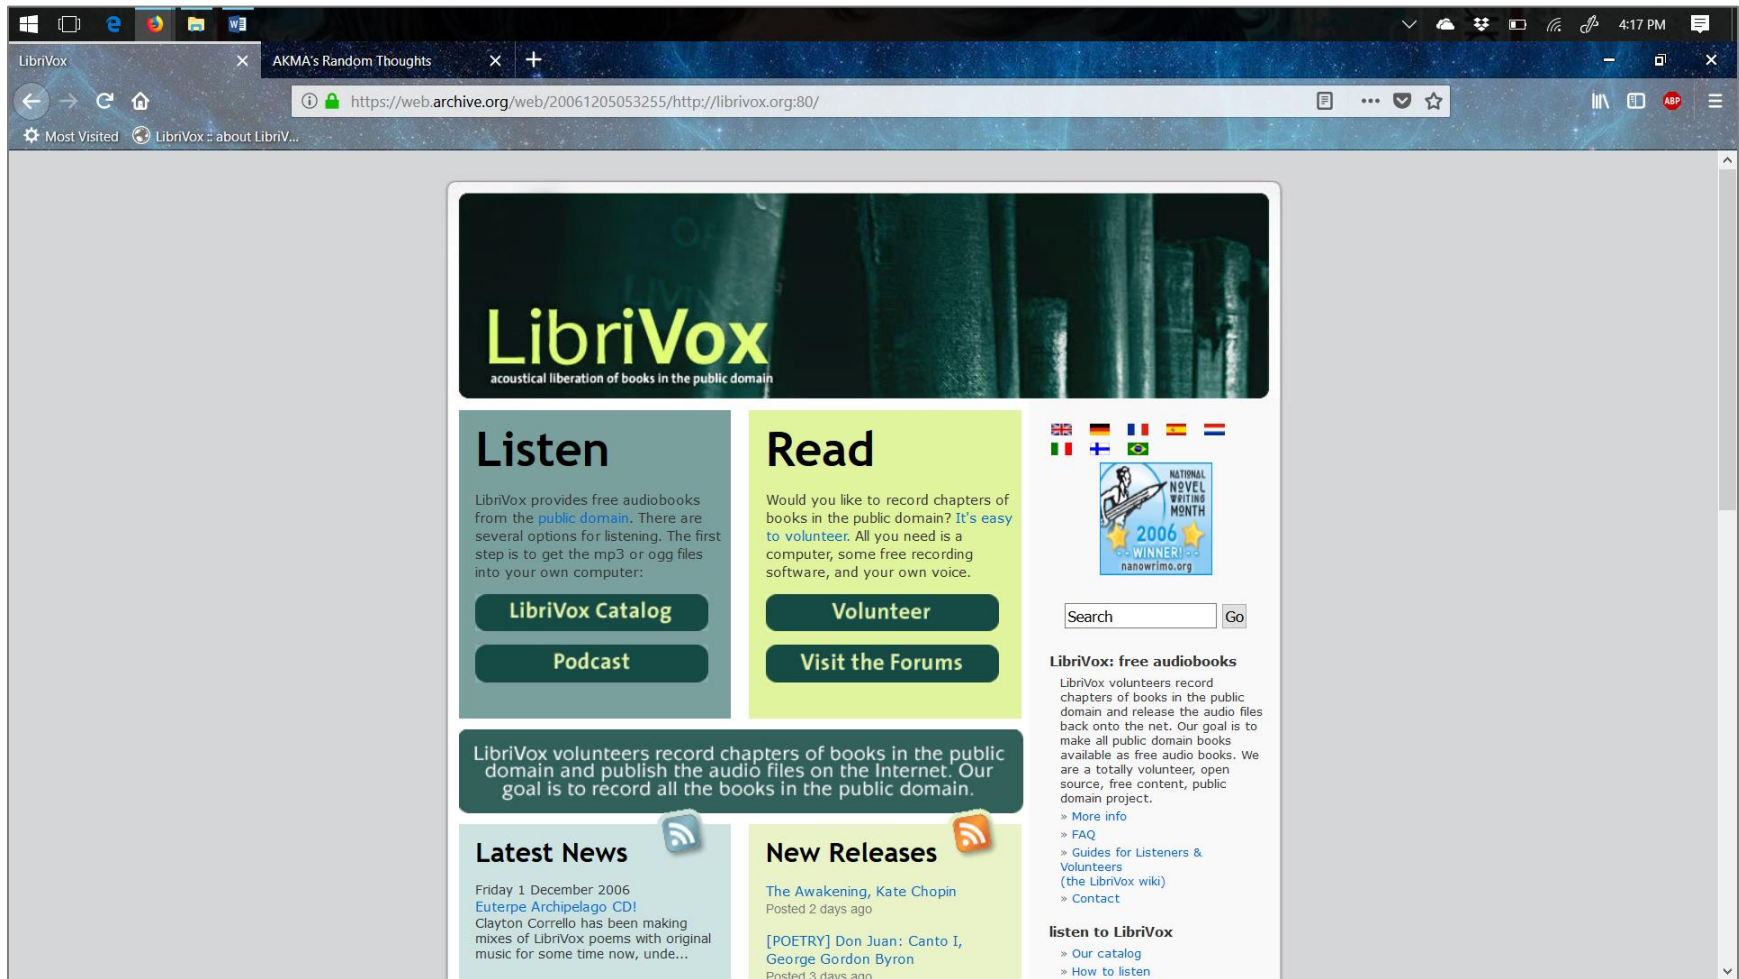 4:17 PM
LibriVox
AKMA's Random Thoughts
https://web.archive.org/web/20061205053255/http://librivox.org:80/
ABP
Most Visited
LibriVox :: about LibriV...
LibriVox
acoustical liberation of books in the public domain
Listen
LibriVox provides free audiobooks
from the public domain. There are
several options for listening. The first
step is to get the mp3 or ogg files
into your own computer:
LibriVox Catalog
Podcast
Read
Would you like to record chapters of
books in the public domain? It's easy
to volunteer. All you need is a
computer, some free recording
software, and your own voice.
Volunteer
Visit the Forums
LibriVox volunteers record chapters of books in the public
domain and publish the audio files on the Internet. Our
goal is to record all the books in the public domain.
Latest News
Friday 1 December 2006
Euterpe Archipelago CD!
Clayton Corrello has been making
mixes of LibriVox poems with original
music for some time now, unde...
New Releases
The Awakening, Kate Chopin
Posted 2 days ago
[POETRY] Don Juan: Canto I,
George Gordon Byron
Posted 3 days ago
NATIONAL
NOVEL
WRITING
MONTH
2006
WINNER!
nanowrimo.org
Search
Go
LibriVox: free audiobooks
LibriVox volunteers record
chapters of books in the public
domain and release the audio files
back onto the net. Our goal is to
make all public domain books
available as free audio books. We
are a totally volunteer, open
source, free content, public
domain project.
» More info
» FAQ
» Guides for Listeners &
Volunteers
(the LibriVox wiki)
» Contact
listen to LibriVox
» Our catalog
» How to listen